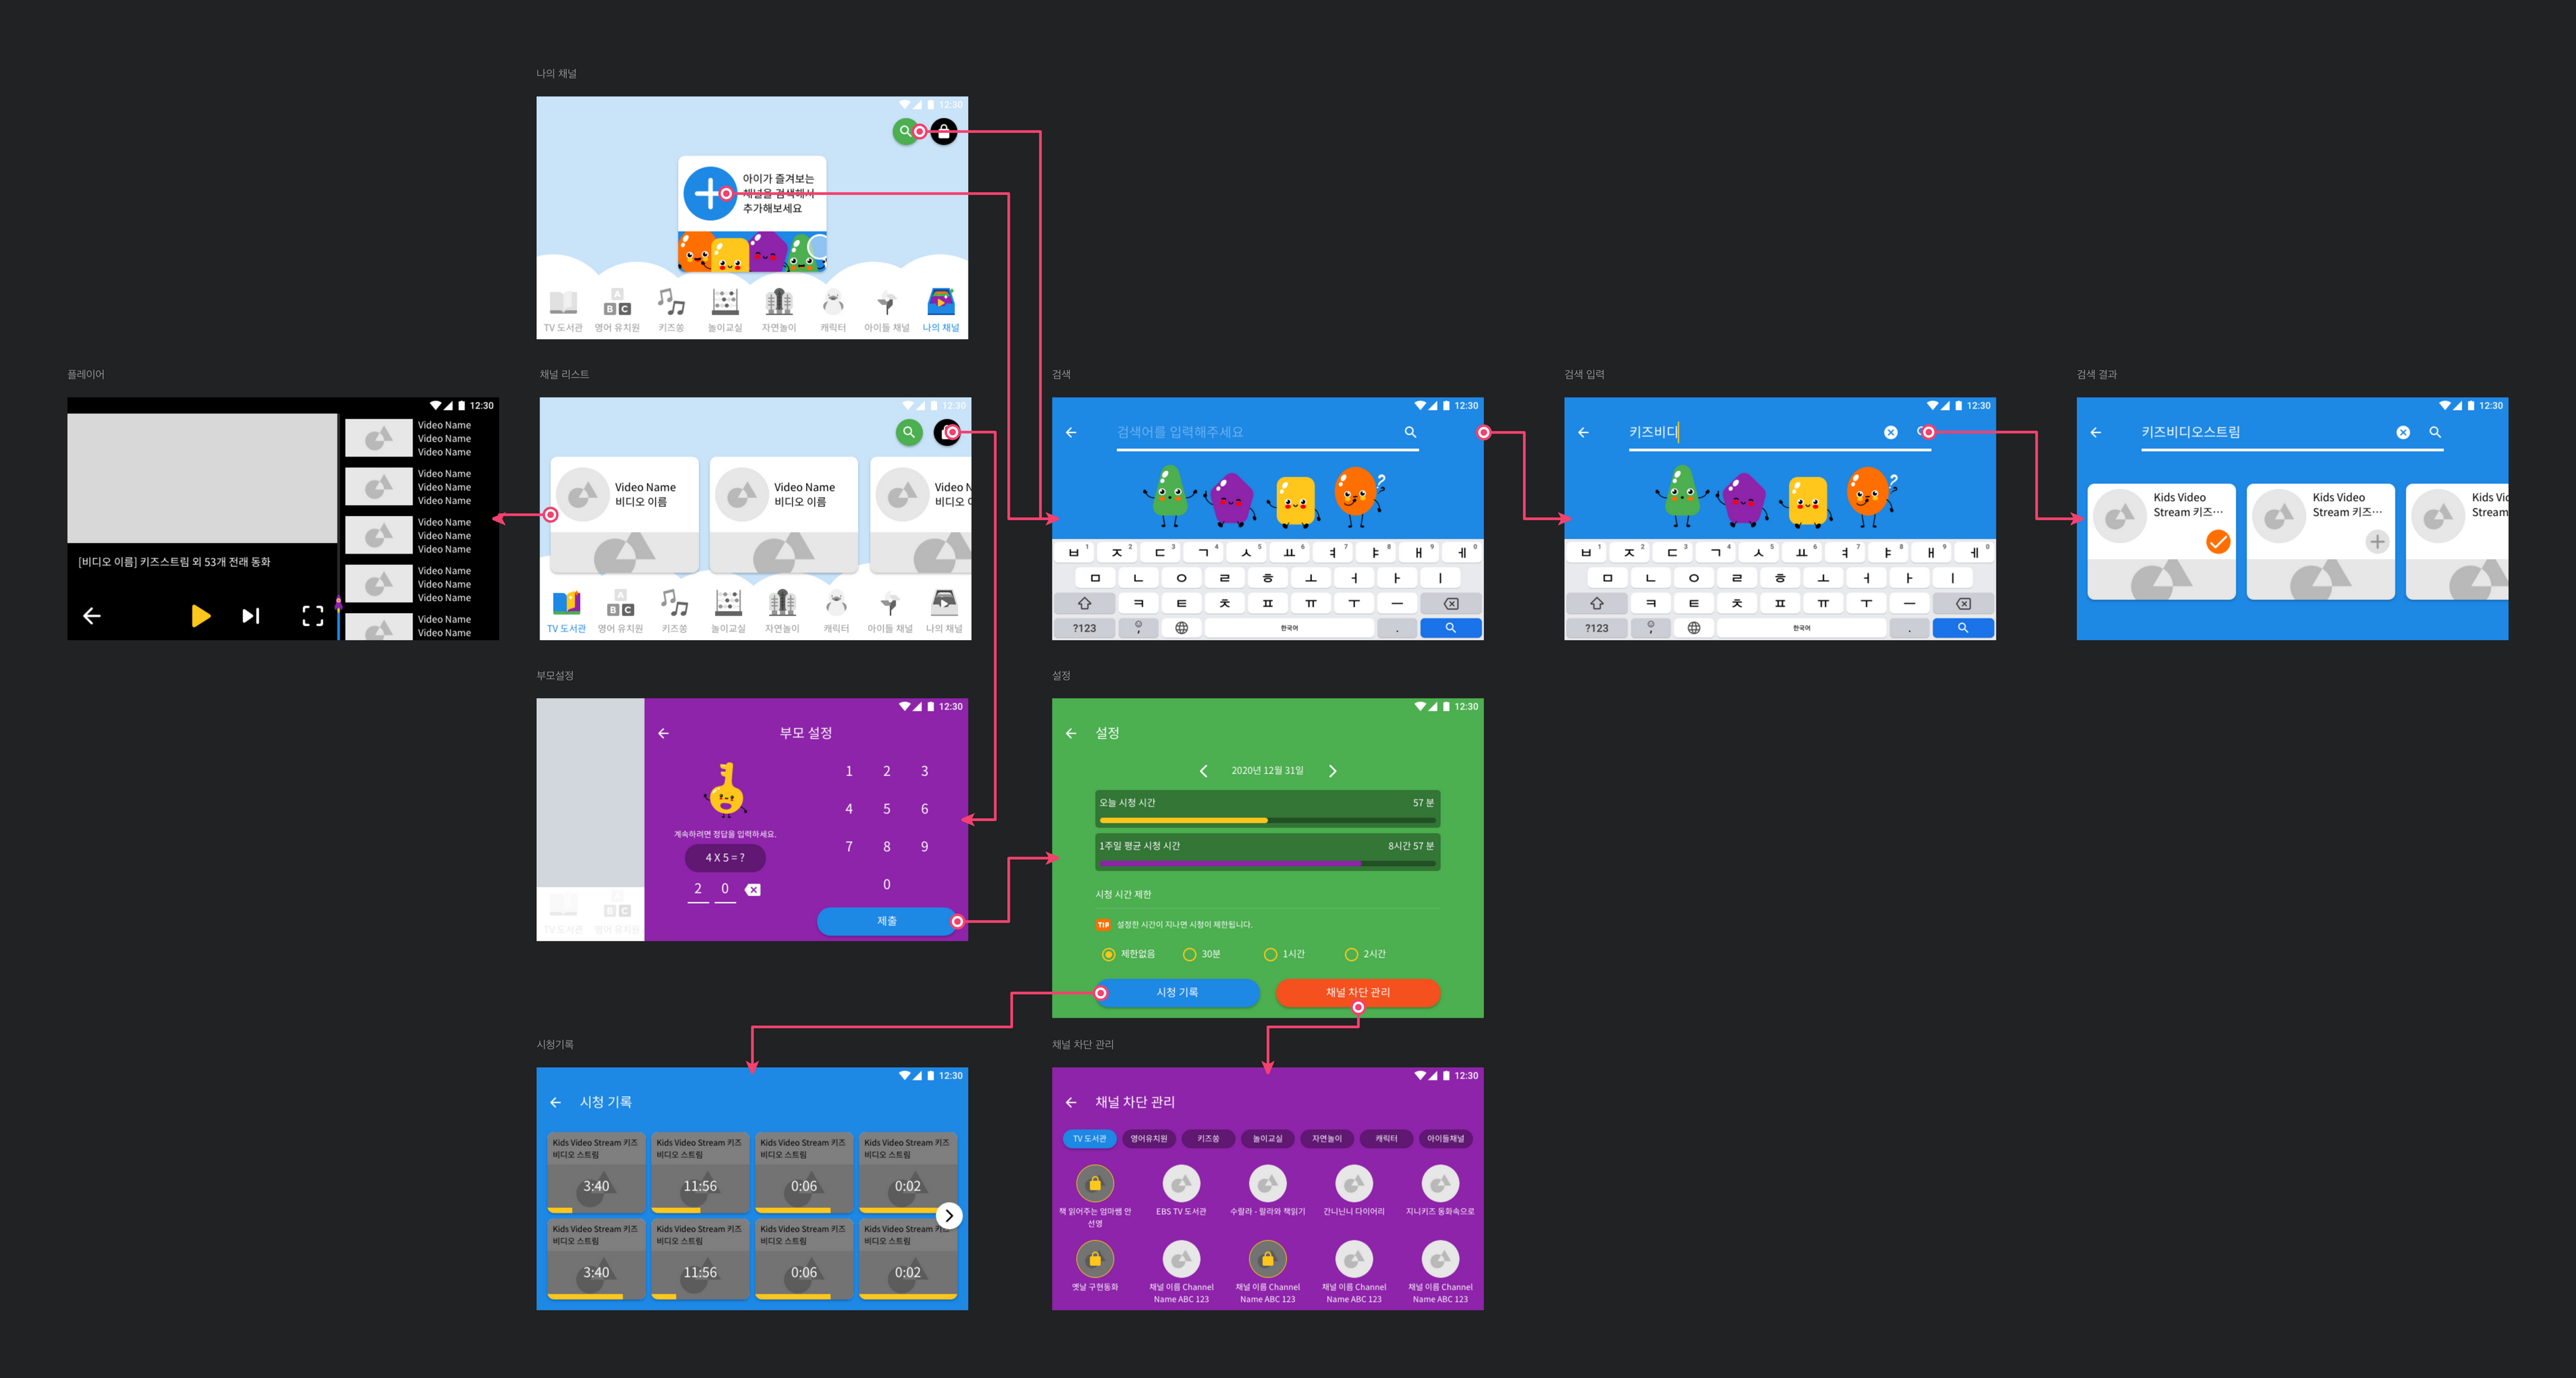 나의 채널
12:30
아이가 즐겨보는
채널을 검색해서
추가해보세요
A
B C
TV 도서관 영어 유치원 키즈쏭 놀이교실 자연놀이 캐릭터 아이들 채널 나의 채널
플레이어
12:30
Video Name
Video Name
Video Name
Video Name
Video Name
Video Name
Video Name
Video Name
Video Name
Video Name
Video Name
Video Name
Video Name
Video Name
[비디오 이름] 키즈스트림 외 53개 전래 동화
채널 리스트
12:30
Video Name
비디오 이름
Video Name
비디오 이름
Video N
비디오
A
B C
TV 도서관 영어 유치원 키즈쏭 놀이교실 자연놀이 캐릭터 아이들 채널 나의 채널
검색
12:30
검색어를 입력해주세요
ㅂ 1 ㅈ 2 ㄷ 3 ㄱ 4 ㅅ 5 ㅛ 6 ㅕ 7 ㅑ 8 ㅐ 9 ㅔ 0
ㅁ ㄴ ㅇ ㄹ ㅎ ㅗ ㅓ ㅏ ㅣ
ㅋ ㅌ ㅊ ㅍ ㅠ ㅜ ㅡ
?123 , 한국어 .
검색 입력
12:30
키즈비디
ㅂ 1 ㅈ 2 ㄷ 3 ㄱ 4 ㅅ 5 ㅛ 6 ㅕ 7 ㅑ 8 ㅐ 9 ㅔ 0
ㅁ ㄴ ㅇ ㄹ ㅎ ㅗ ㅓ ㅏ ㅣ
ㅋ ㅌ ㅊ ㅍ ㅠ ㅜ ㅡ
?123 , 한국어 .
검색 결과
12:30
키즈비디오스트림
Kids Video
Stream 키즈…
Kids Video
Stream 키즈…
Kids Vid
Stream
부모설정
12:30
부모 설정
계속하려면 정답을 입력하세요.
4 X 5 = ?
2 0
1 2 3
4 5 6
7 8 9
0
제출
A
B C
TV 도서관 영어 유치원
설정
12:30
설정
2020년 12월 31일
오늘 시청 시간 57 분
1주일 평균 시청 시간 8시간 57 분
시청 시간 제한
TIP 설정한 시간이 지나면 시청이 제한됩니다.
제한없음 30분 1시간 2시간
시청 기록 채널 차단 관리
시청기록
12:30
시청 기록
Kids Video Stream 키즈
비디오 스트림
3:40
Kids Video Stream 키즈
비디오 스트림
11:56
Kids Video Stream 키즈
비디오 스트림
0:06
Kids Video Stream 키즈
비디오 스트림
0:02
Kids Video Stream 키즈
비디오 스트림
3:40
Kids Video Stream 키즈
비디오 스트림
11:56
Kids Video Stream 키즈
비디오 스트림
0:06
Kids Video Stream 키즈
비디오 스트림
0:02
채널 차단 관리
12:30
채널 차단 관리
TV 도서관 영어유치원 키즈쏭 놀이교실 자연놀이 캐릭터 아이들채널
책 읽어주는 엄마쌤 안
선영
EBS TV 도서관
수랄라 - 랄라와 책읽기
간니닌니 다이어리
지니키즈 동화속으로
옛날 구현동화
채널 이름 Channel
Name ABC 123
채널 이름 Channel
Name ABC 123
채널 이름 Channel
Name ABC 123
채널 이름 Channel
Name ABC 123